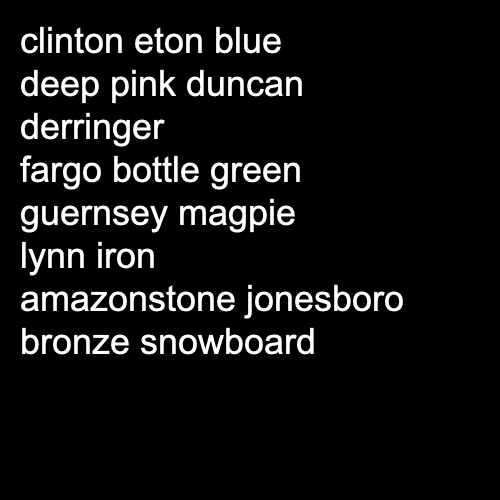 clinton eton blue
deep pink duncan
derringer
fargo bottle green
guernsey magpie
lynn iron
amazonstone jonesboro
bronze snowboard